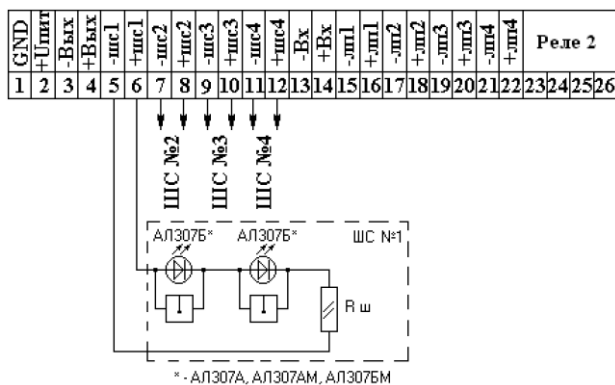 GND +Uпит -Вых +Вых -шс1 +шс1 -шс2 +шс2 -шс3 +шс3 -шс4 +шс4 -Вх +Вх -лп1 +лп1 -лп2 +лп2 -лп3 +лп3 -лп4 +лп4 Реле 2
1 2 3 4 5 6 7 8 9 10 11 12 13 14 15 16 17 18 19 20 21 22 23 24 25 26
ШС №2 ШС №3 ШС №4
АЛ307Б* АЛ307Б* ШС №1
R ш
* - АЛ307А, АЛ307АМ, АЛ307БМ